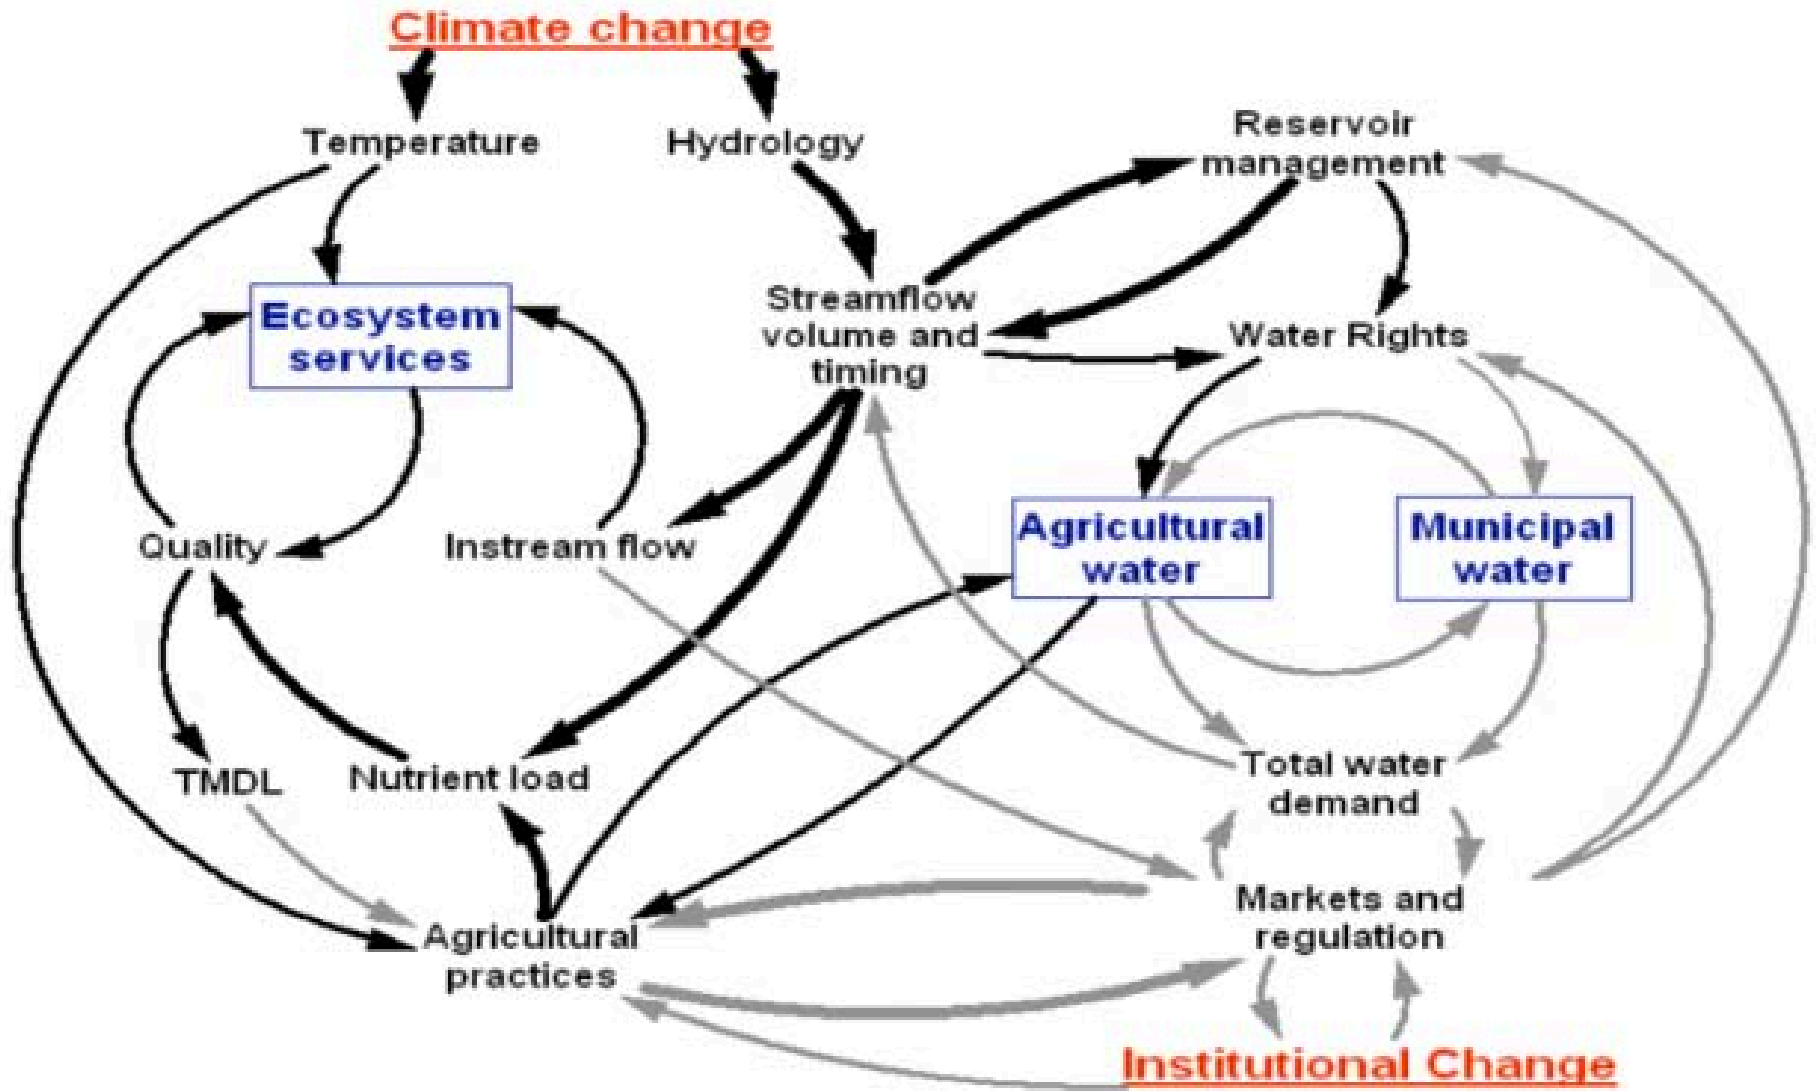 Climate change
Temperature
Hydrology
Reservoir
management
Ecosystem
services
Streamflow
volume and
timing
Water Rights
Quality
Instream flow
Agricultural
water
Municipal
water
TMDL
Nutrient load
Total water
demand
Agricultural
practices
Markets and
regulation
Institutional Change